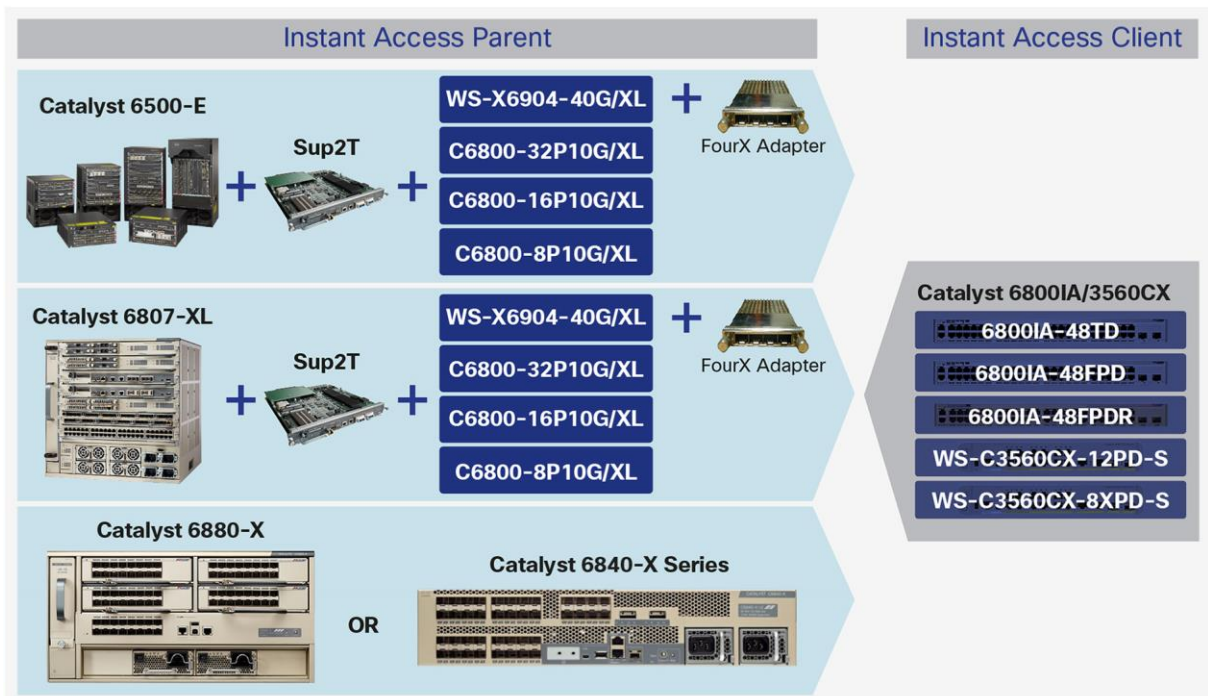 Instant Access Parent
Instant Access Client
Catalyst 6500-E
+
Sup2T
+
WS-X6904-40G/XL
C6800-32P10G/XL
C6800-16P10G/XL
C6800-8P10G/XL
+
FourX Adapter
Catalyst 6807-XL
+
Sup2T
+
WS-X6904-40G/XL
C6800-32P10G/XL
C6800-16P10G/XL
C6800-8P10G/XL
+
FourX Adapter
Catalyst 6880-X
OR
Catalyst 6840-X Series
Catalyst 6800IA/3560CX
6800IA-48TD
6800IA-48FPD
6800IA-48FPDR
WS-C3560CX-12PD-S
WS-C3560CX-8XPD-S